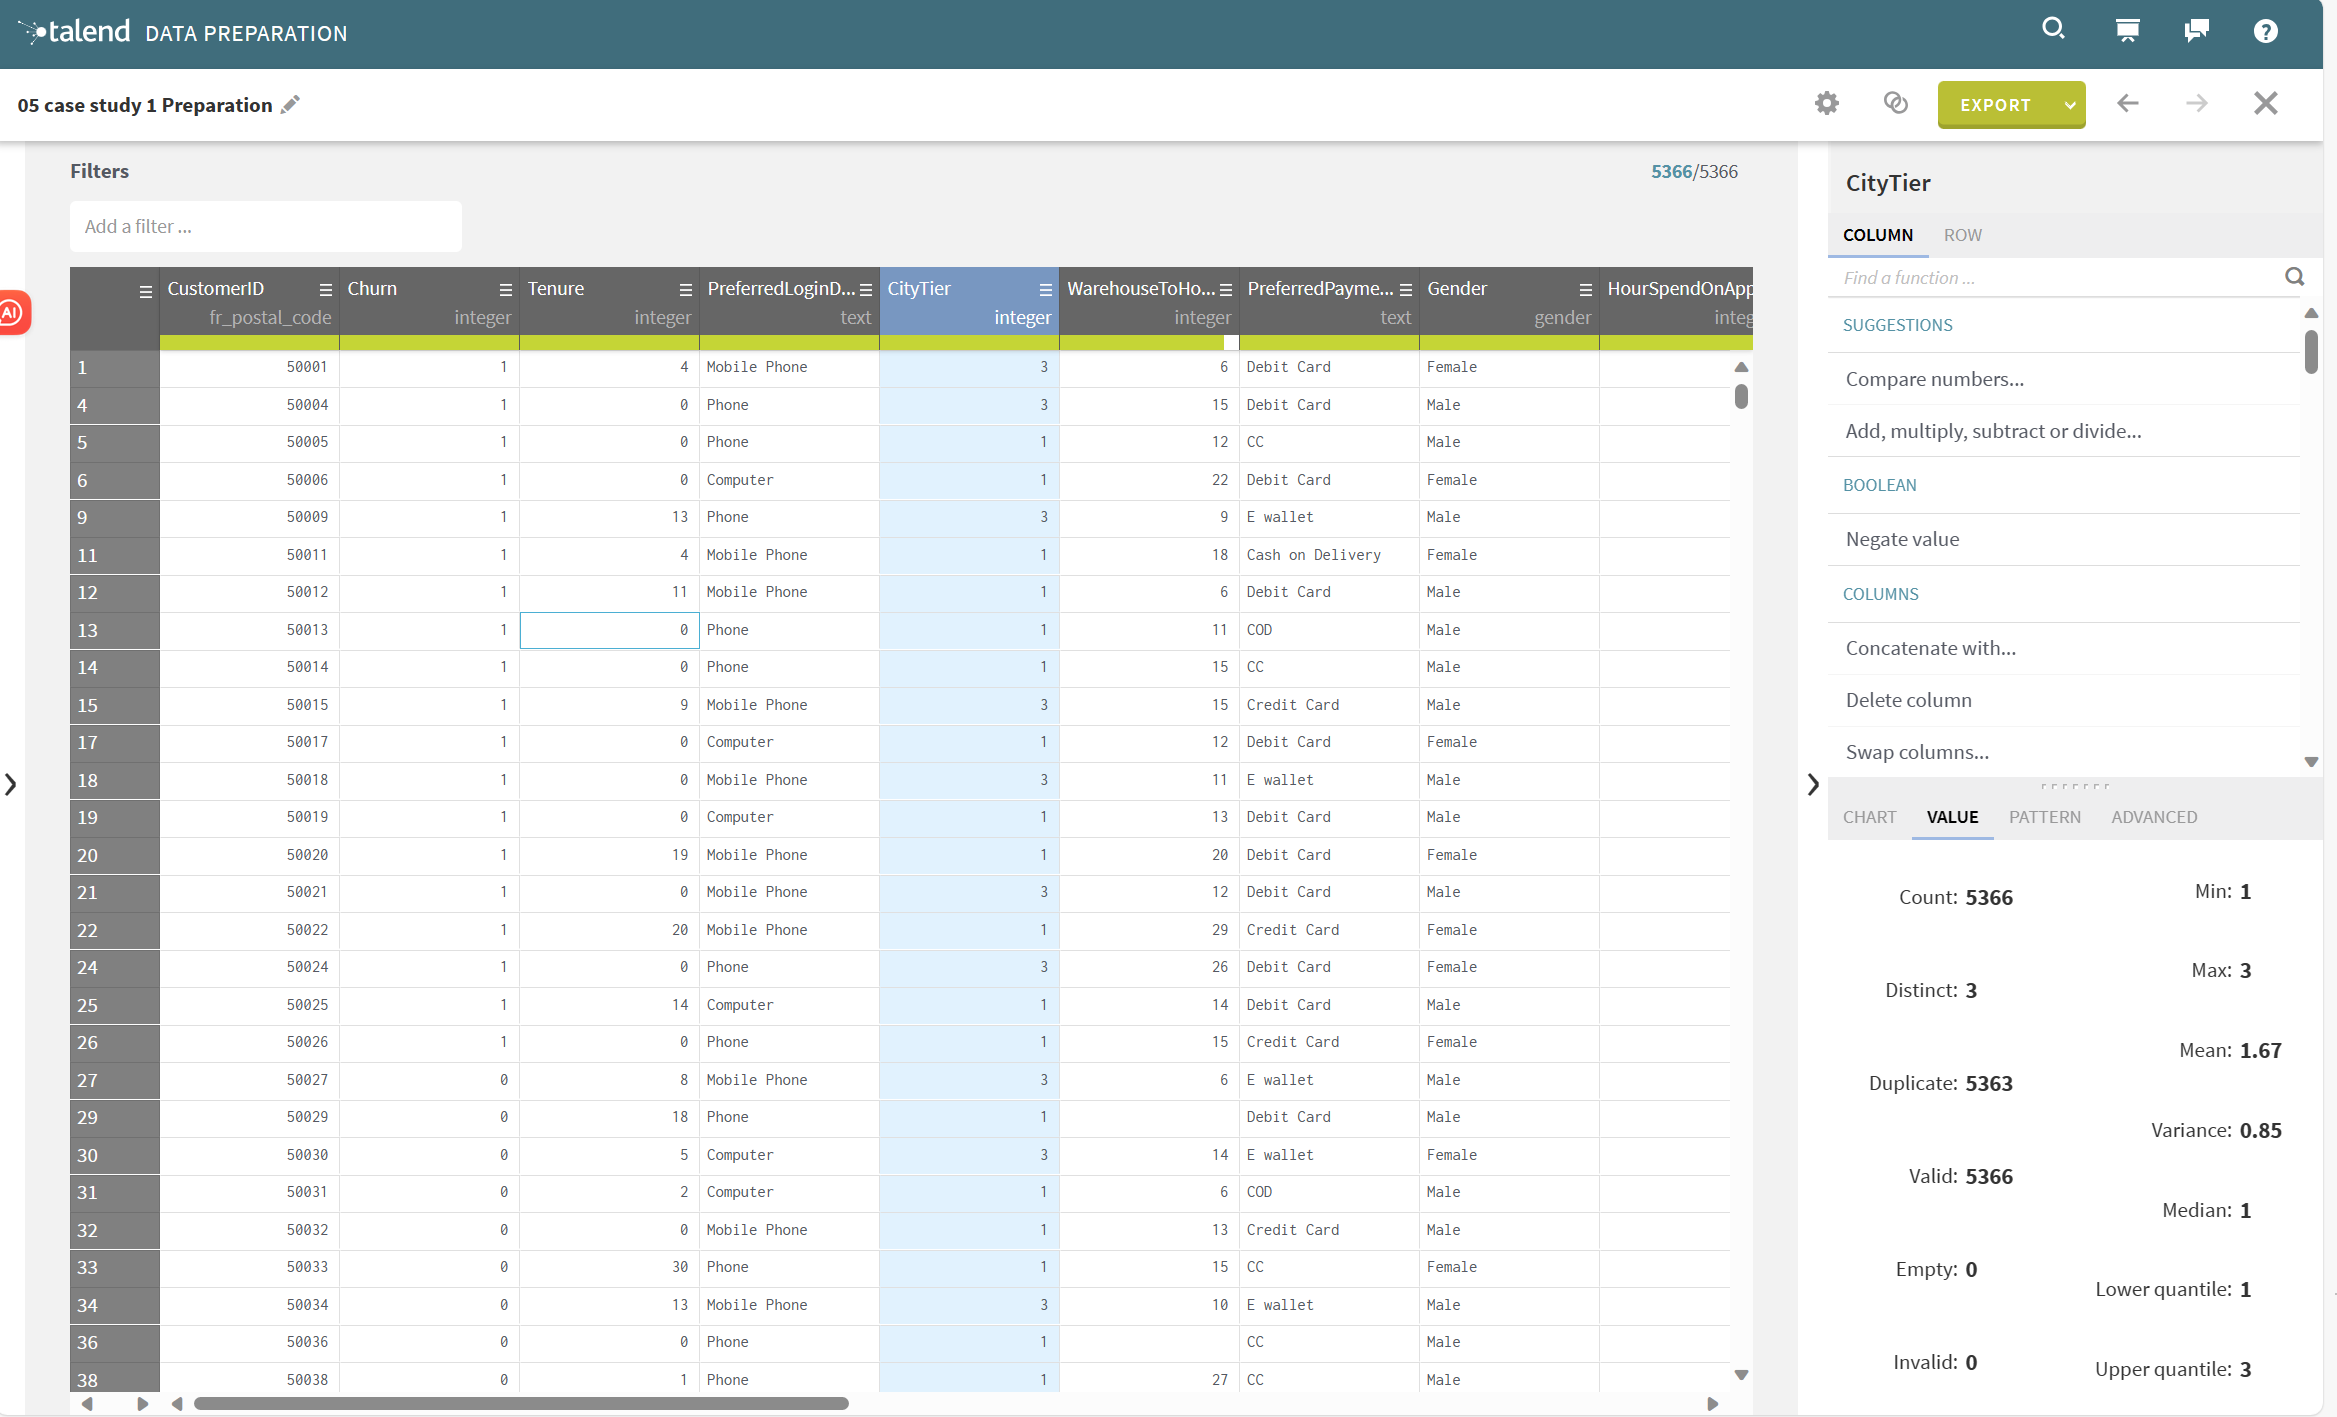 talend DATA PREPARATION
05 case study 1 Preparation
EXPORT
Filters
5366/5366
Add a filter ...
CustomerID Churn Tenure PreferredLoginD... CityTier WarehouseToHo... PreferredPayme... Gender HourSpendOnApp
fr_postal_code integer integer text integer integer text gender integ
1 50001 1 4 Mobile Phone 3 6 Debit Card Female
4 50004 1 0 Phone 3 15 Debit Card Male
5 50005 1 0 Phone 1 12 CC Male
6 50006 1 0 Computer 1 22 Debit Card Female
9 50009 1 13 Phone 3 9 E wallet Male
11 50011 1 4 Mobile Phone 1 18 Cash on Delivery Female
12 50012 1 11 Mobile Phone 1 6 Debit Card Male
13 50013 1 0 Phone 1 11 COD Male
14 50014 1 0 Phone 1 15 CC Male
15 50015 1 9 Mobile Phone 3 15 Credit Card Male
17 50017 1 0 Computer 1 12 Debit Card Female
18 50018 1 0 Mobile Phone 3 11 E wallet Male
19 50019 1 0 Computer 1 13 Debit Card Male
20 50020 1 19 Mobile Phone 1 20 Debit Card Female
21 50021 1 0 Mobile Phone 3 12 Debit Card Male
22 50022 1 20 Mobile Phone 1 29 Credit Card Female
24 50024 1 0 Phone 3 26 Debit Card Female
25 50025 1 14 Computer 1 14 Debit Card Male
26 50026 1 0 Phone 1 15 Credit Card Female
27 50027 0 8 Mobile Phone 3 6 E wallet Male
29 50029 0 18 Phone 1 Debit Card Male
30 50030 0 5 Computer 3 14 E wallet Female
31 50031 0 2 Computer 1 6 COD Male
32 50032 0 0 Mobile Phone 1 13 Credit Card Male
33 50033 0 30 Phone 1 15 CC Female
34 50034 0 13 Mobile Phone 3 10 E wallet Male
36 50036 0 0 Phone 1 CC Male
38 50038 0 1 Phone 1 27 CC Male
AI
CityTier
COLUMN ROW
Find a function ...
SUGGESTIONS
Compare numbers...
Add, multiply, subtract or divide...
BOOLEAN
Negate value
COLUMNS
Concatenate with...
Delete column
Swap columns...
CHART VALUE PATTERN ADVANCED
Count: 5366
Distinct: 3
Duplicate: 5363
Valid: 5366
Empty: 0
Invalid: 0
Min: 1
Max: 3
Mean: 1.67
Variance: 0.85
Median: 1
Lower quantile: 1
Upper quantile: 3